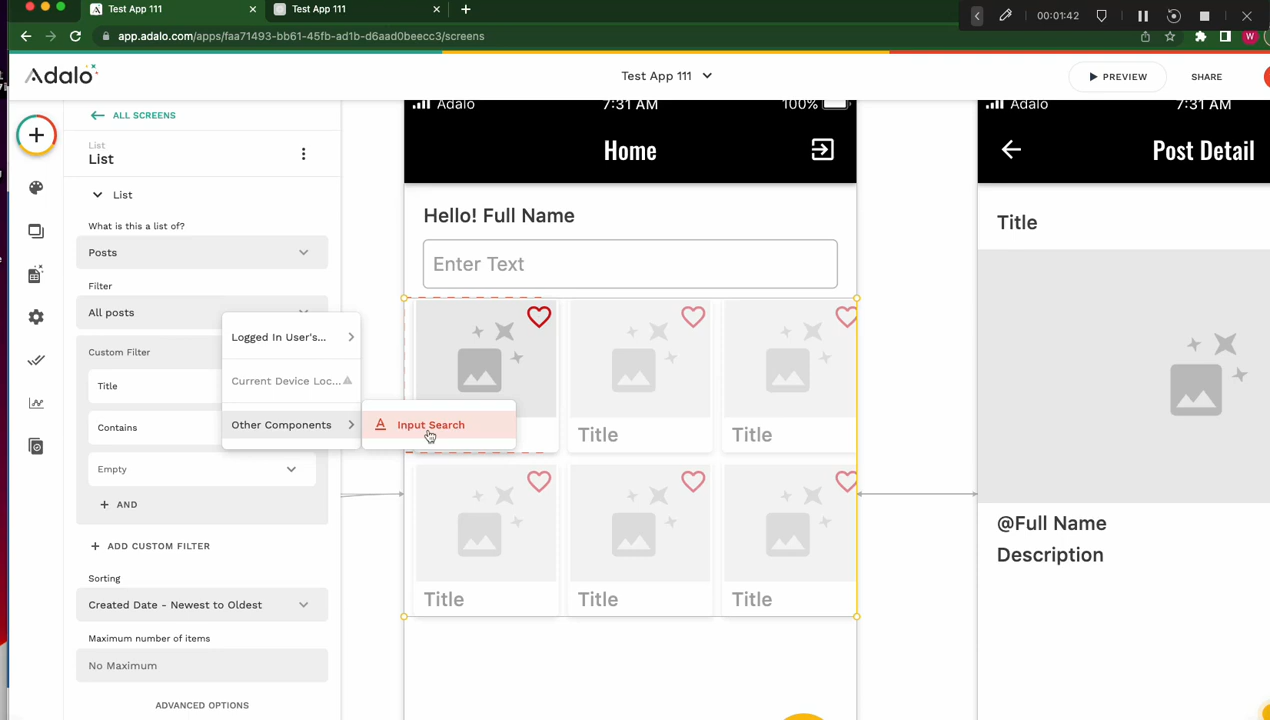 Test App 111
Test App 111
00:01:42
app.adalo.com/apps/faa71493-bb61-45fb-ad1b-d6aad0beecc3/screens
W
Adalo
Test App 111
PREVIEW
SHARE
ALL SCREENS
List
List
List
What is this a list of?
Posts
Filter
All posts
Custom Filter
Title
Contains
Empty
AND
ADD CUSTOM FILTER
Sorting
Created Date - Newest to Oldest
Maximum number of items
No Maximum
ADVANCED OPTIONS
Logged In User's...
Current Device Loc...
Other Components
Input Search
Adalo
7:31 AM
100%
Home
Hello! Full Name
Enter Text
Title
Title
Title
Title
Title
Adalo
7:31 AM
Post Detail
Title
@Full Name
Description